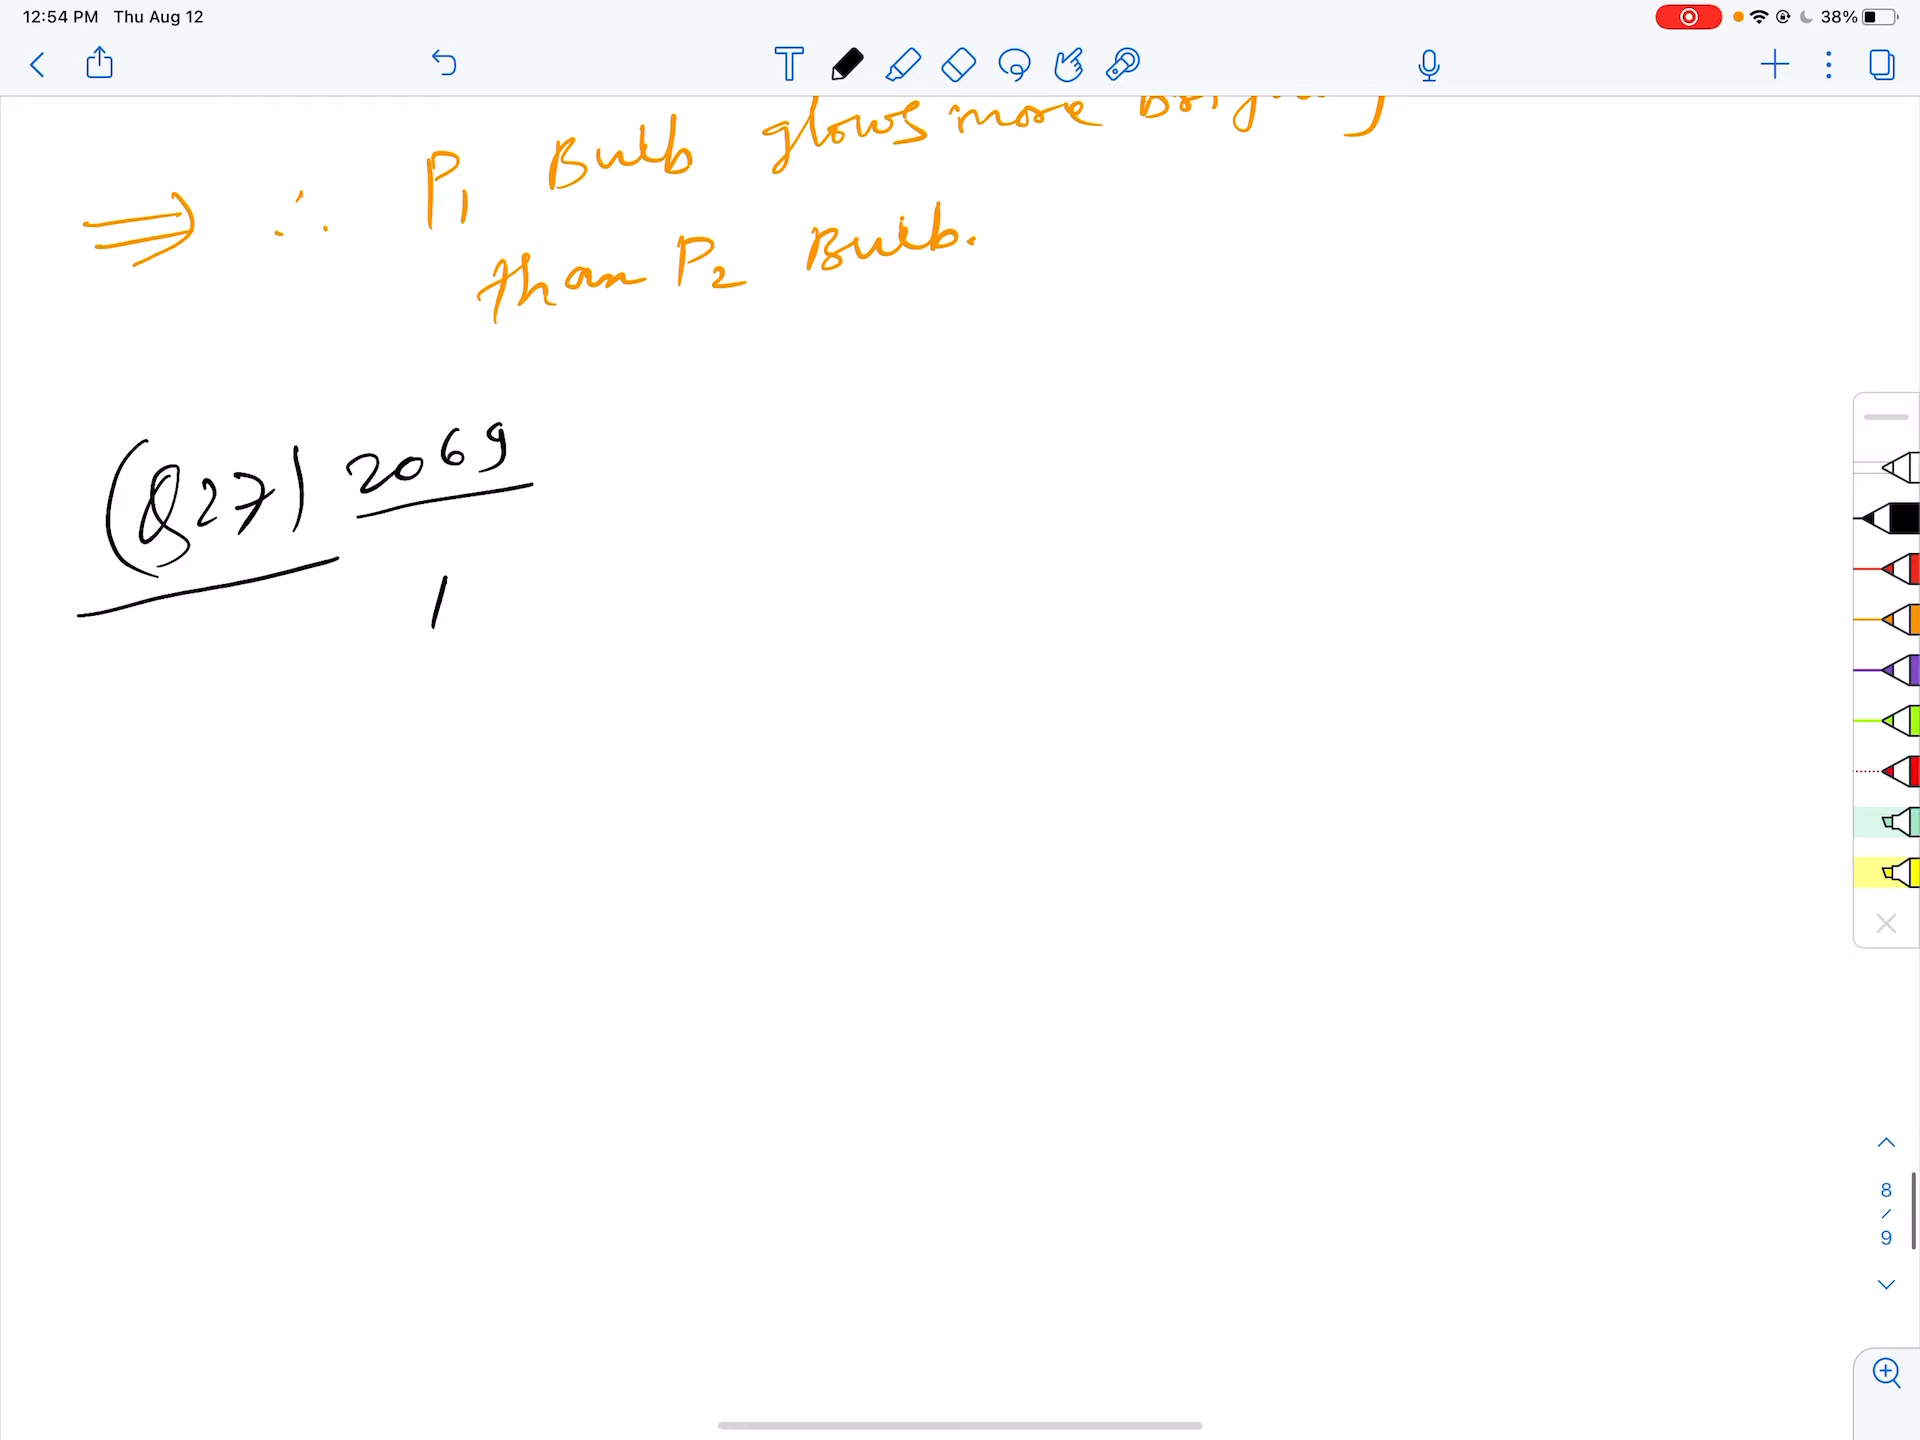 12:54 PM Thu Aug 12
38%
T
⇒ ∴ P₁ Bulb glows more
than P₂ Bulb.
(Q27) 2069
1
8
/
9